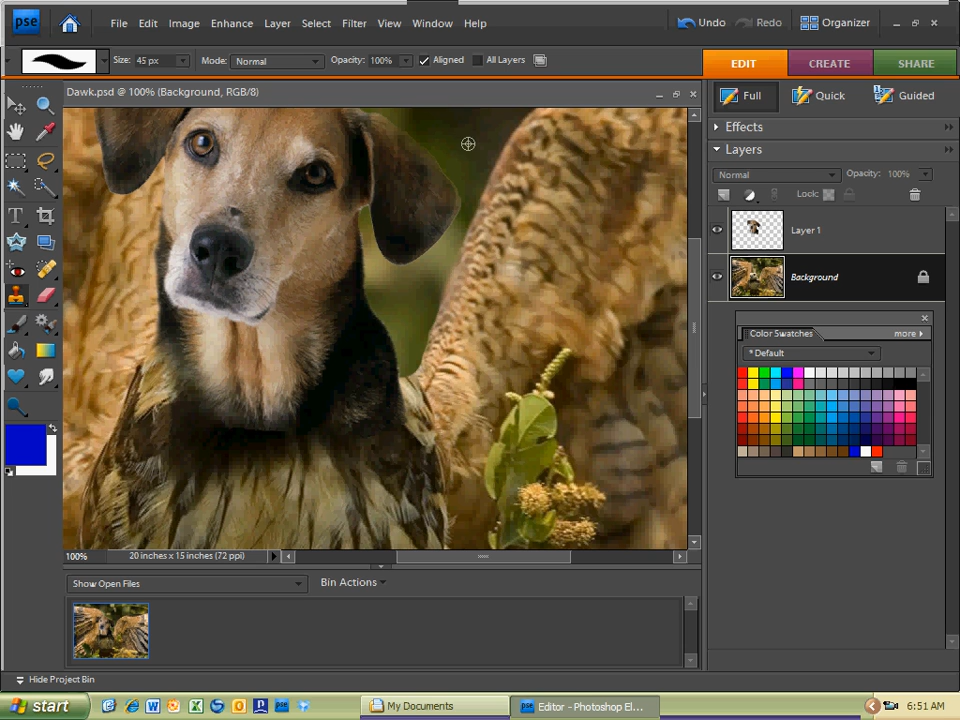 pse File Edit Image Enhance Layer Select Filter View Window Help Undo Redo Organizer
Size: 45 px Mode: Normal Opacity: 100% Aligned All Layers EDIT CREATE SHARE
Dawk.psd @ 100% (Background, RGB/8)
Full Quick Guided
Effects
Layers
Normal Opacity: 100%
Lock:
Layer 1
Background
Color Swatches more
* Default
100% 20 inches x 15 inches (72 ppi)
Show Open Files Bin Actions
Hide Project Bin
start My Documents Editor - Photoshop El... 6:51 AM